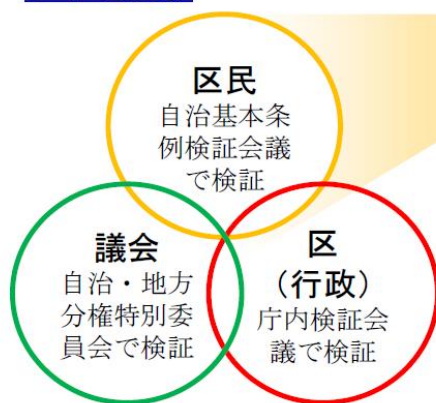 区民
自治基本条
例検証会議
で検証
議会
自治・地方
分権特別委
員会で検証
区
（行政）
庁内検証会
議で検証